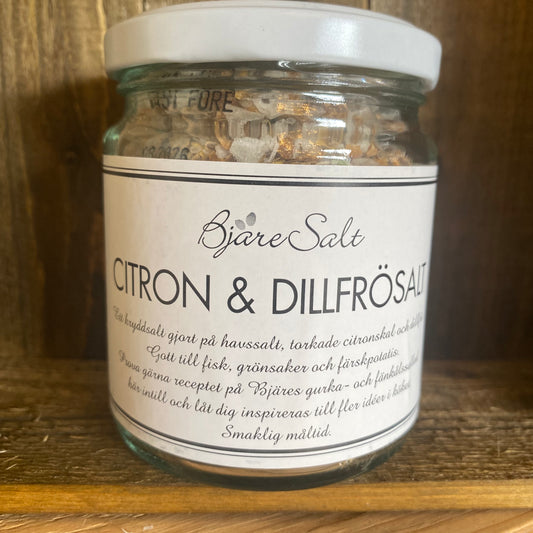 BÄST FÖRE
BjäreSalt
CITRON & DILLFRÖSALT
Ett kryddsalt gjort på havssalt, torkade citronskal och
Gott till fisk, grönsaker och färskpotatis.
Prova gärna receptet på Bjäres gurka- och
här intill och låt dig inspireras till fler idéer i köket.
Smaklig måltid.